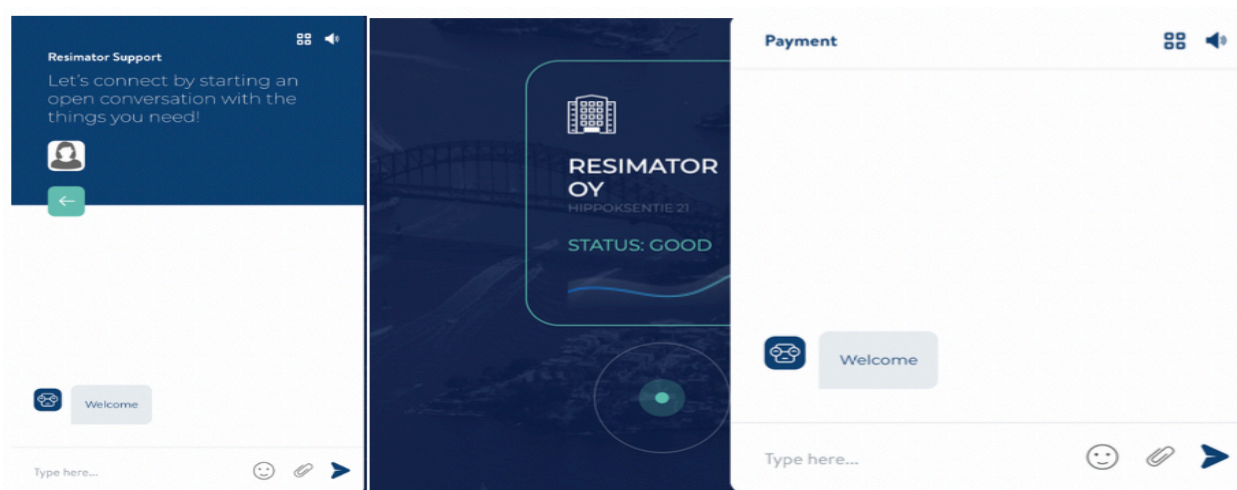 Resimator Support
Let's connect by starting an
open conversation with the
things you need!
Welcome
Type here...
RESIMATOR
OY
HIPPOKSENTIE 21
STATUS: GOOD
Payment
Welcome
Type here...